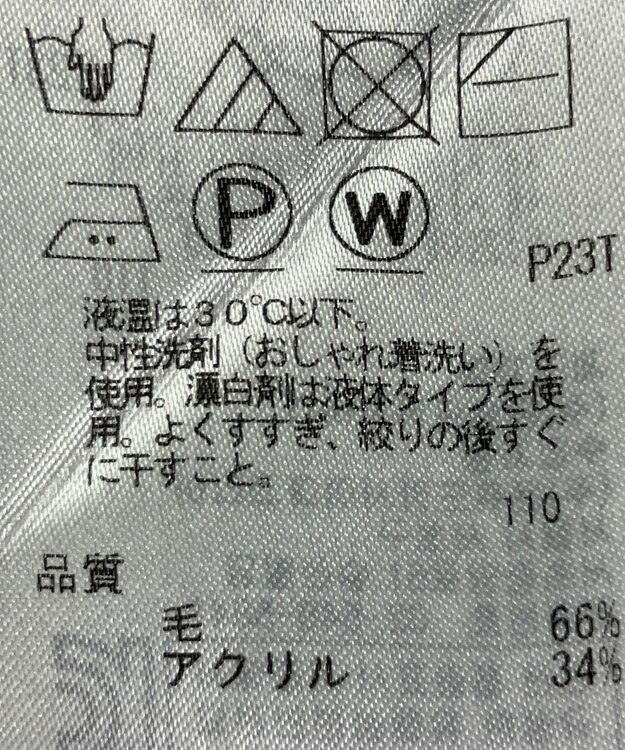 P W
P23T
液温は30℃以下。
中性洗剤(おしゃれ着洗い)を
使用。漂白剤は液体タイプを使
用。よくすすぎ、絞りの後すぐ
に干すこと。
110
品質
毛 66%
アクリル 34%